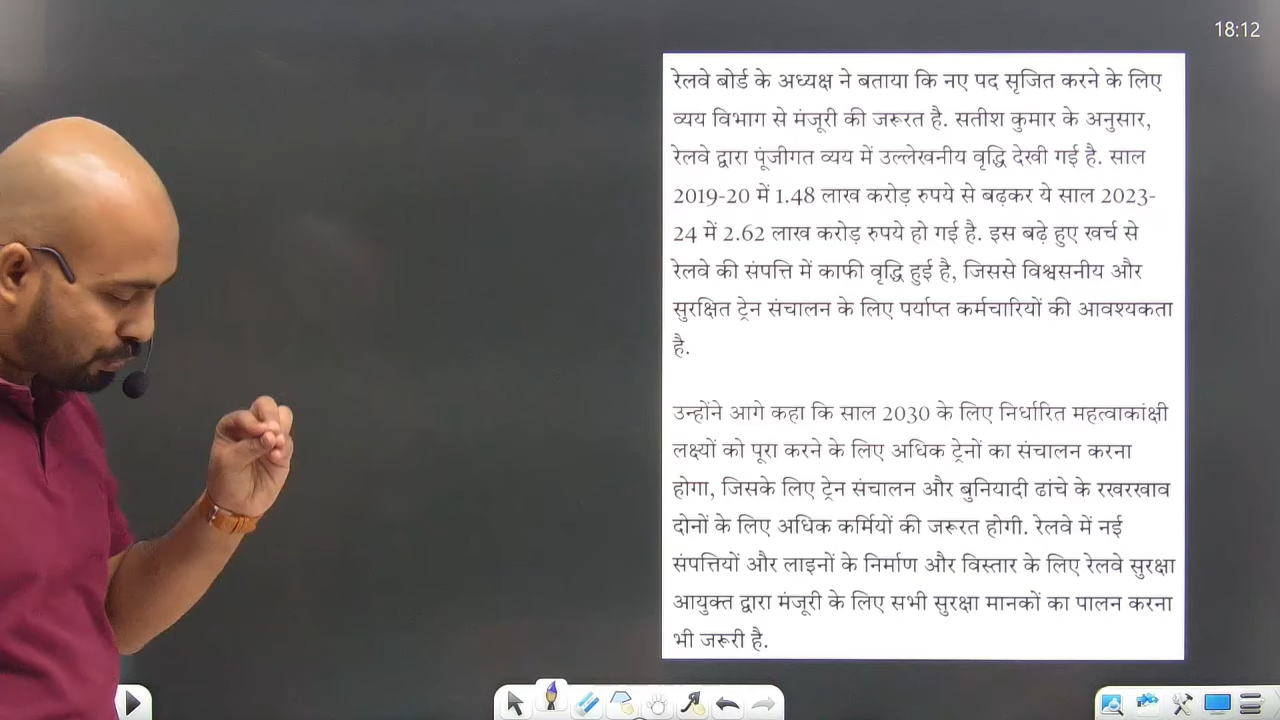 18:12
रेलवे बोर्ड के अध्यक्ष ने बताया कि नए पद सृजित करने के लिए
व्यय विभाग से मंजूरी की जरूरत है. सतीश कुमार के अनुसार,
रेलवे द्वारा पूंजीगत व्यय में उल्लेखनीय वृद्धि देखी गई है. साल
2019-20 में 1.48 लाख करोड़ रुपये से बढ़कर ये साल 2023-
24 में 2.62 लाख करोड़ रुपये हो गई है. इस बढ़े हुए खर्च से
रेलवे की संपत्ति में काफी वृद्धि हुई है, जिससे विश्वसनीय और
सुरक्षित ट्रेन संचालन के लिए पर्याप्त कर्मचारियों की आवश्यकता
है.
उन्होंने आगे कहा कि साल 2030 के लिए निर्धारित महत्वाकांक्षी
लक्ष्यों को पूरा करने के लिए अधिक ट्रेनों का संचालन करना
होगा, जिसके लिए ट्रेन संचालन और बुनियादी ढांचे के रखरखाव
दोनों के लिए अधिक कर्मियों की जरूरत होगी. रेलवे में नई
संपत्तियों और लाइनों के निर्माण और विस्तार के लिए रेलवे सुरक्षा
आयुक्त द्वारा मंजूरी के लिए सभी सुरक्षा मानकों का पालन करना
भी जरूरी है.